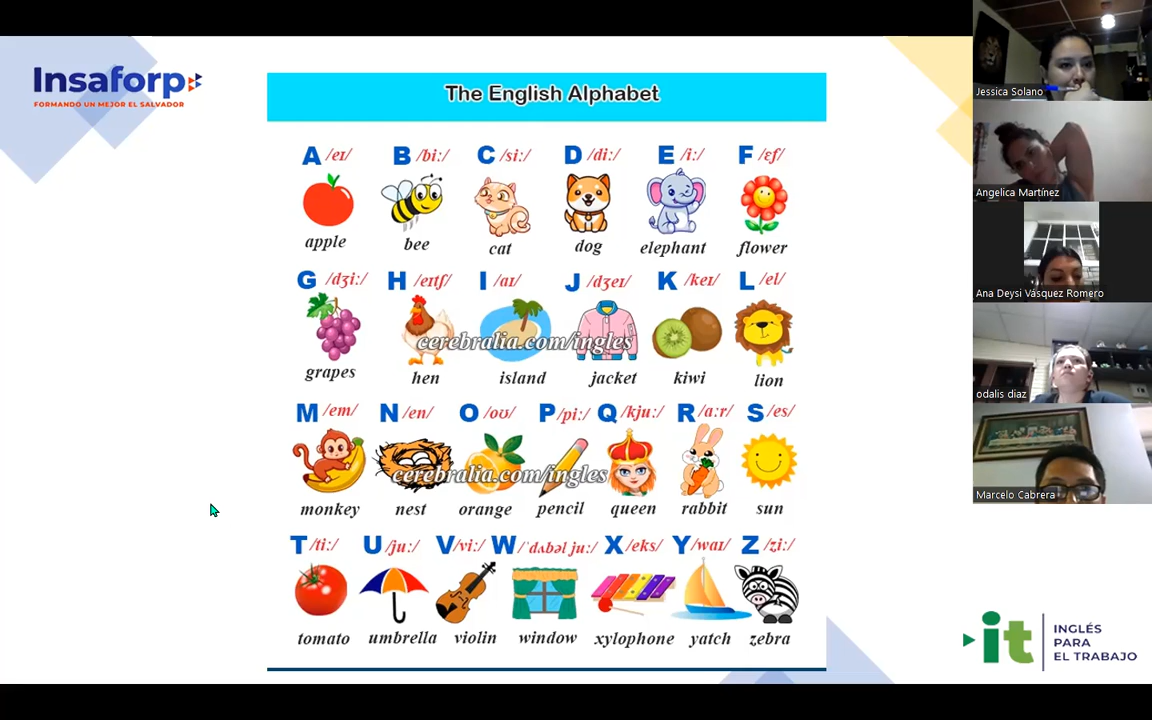 Insaforp
FORMANDO UN MEJOR EL SALVADOR
The English Alphabet
A /eɪ/ B /bi:/ C /si:/ D /di:/ E /i:/ F /ɛf/
apple bee cat dog elephant flower
G /dʒi:/ H /eɪtf/ I /aɪ/ J /dʒeɪ/ K /keɪ/ L /el/
cerebralia.com/ingles
grapes hen island jacket kiwi lion
M /em/ N /en/ O /oʊ/ P /pi:/ Q /kju:/ R /a:r/ S /es/
cerebralia.com/ingles
monkey nest orange pencil queen rabbit sun
T /ti:/ U /ju:/ V /vi:/ W /ˈdʌbəl ju:/ X /eks/ Y /waɪ/ Z /zi:/
tomato umbrella violin window xylophone yatch zebra
it
INGLÉS
PARA
EL TRABAJO
Jessica Solano
Angelica Martínez
Ana Deysi Vásquez Romero
odalis diaz
Marcelo Cabrera